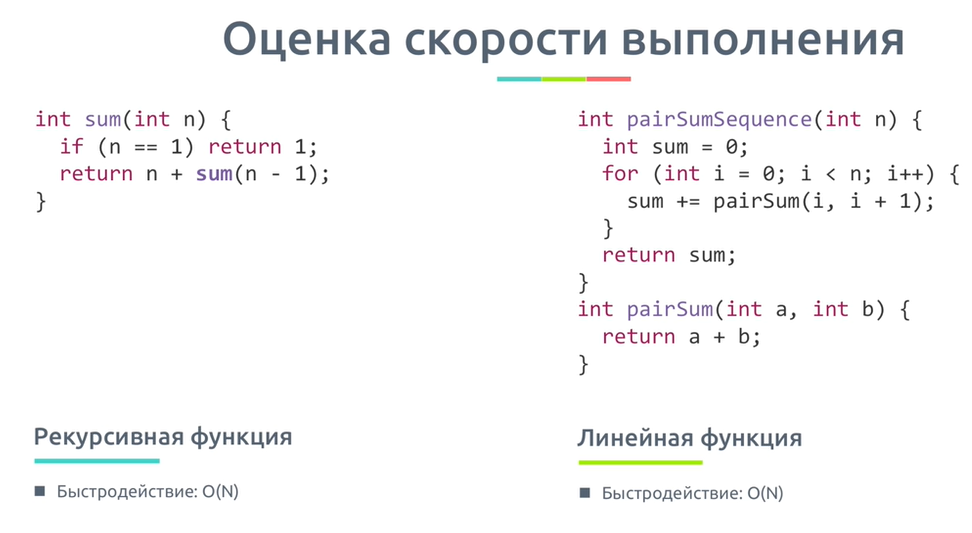 Оценка скорости выполнения
int sum(int n) {
  if (n == 1) return 1;
  return n + sum(n - 1);
}
Рекурсивная функция
Быстродействие: O(N)
int pairSumSequence(int n) {
  int sum = 0;
  for (int i = 0; i < n; i++) {
    sum += pairSum(i, i + 1);
  }
  return sum;
}
int pairSum(int a, int b) {
  return a + b;
}
Линейная функция
Быстродействие: O(N)